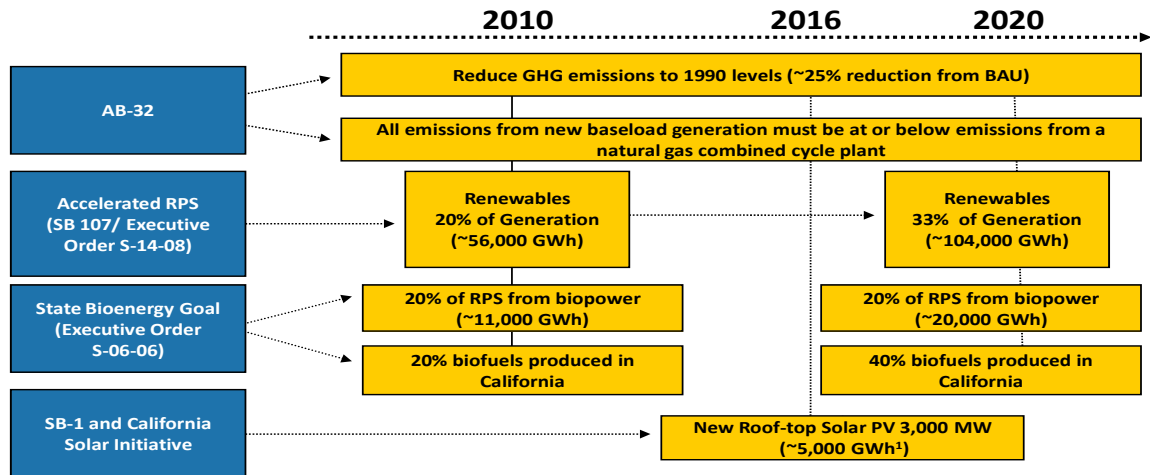 2010 2016 2020
AB-32
Reduce GHG emissions to 1990 levels (~25% reduction from BAU)
All emissions from new baseload generation must be at or below emissions from a
natural gas combined cycle plant
Accelerated RPS
(SB 107/ Executive
Order S-14-08)
Renewables
20% of Generation
(~56,000 GWh)
Renewables
33% of Generation
(~104,000 GWh)
State Bioenergy Goal
(Executive Order
S-06-06)
20% of RPS from biopower
(~11,000 GWh)
20% of RPS from biopower
(~20,000 GWh)
20% biofuels produced in
California
40% biofuels produced in
California
SB-1 and California
Solar Initiative
New Roof-top Solar PV 3,000 MW
(~5,000 GWh¹)